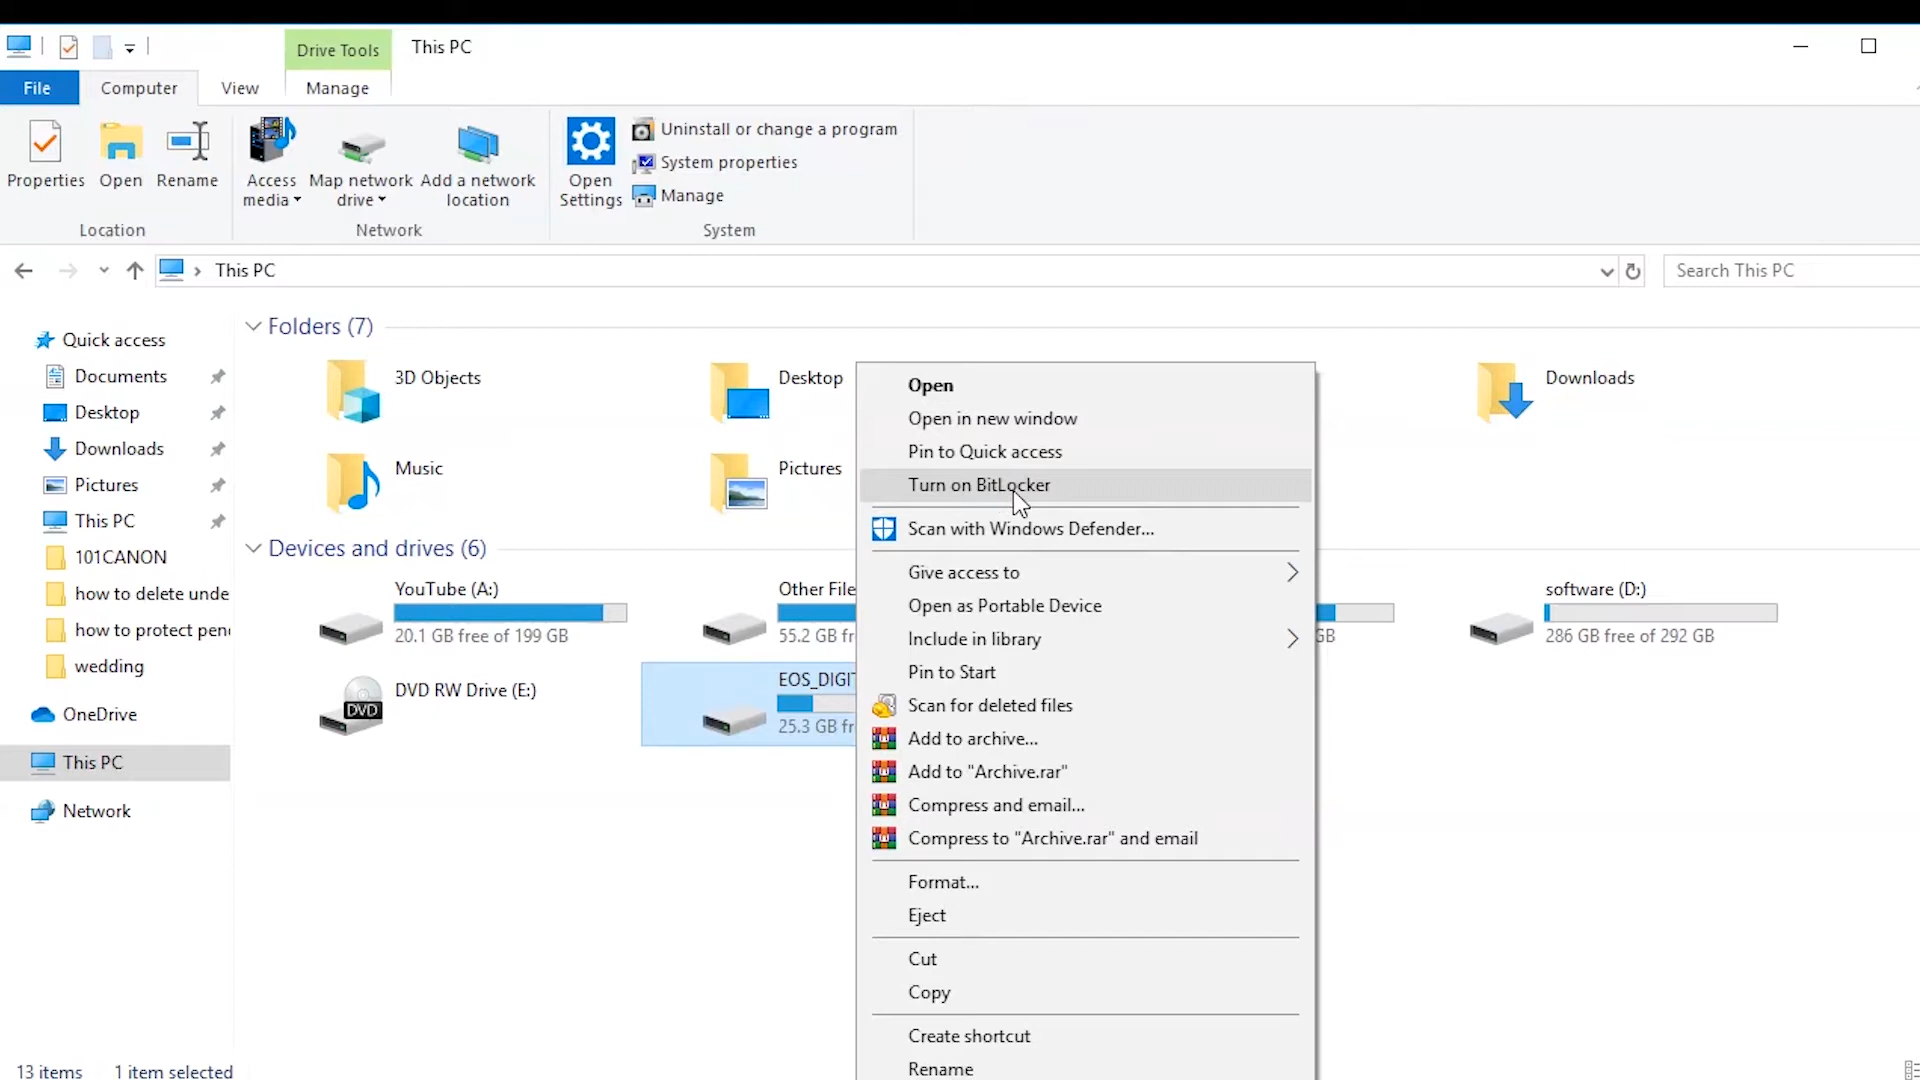 Drive Tools
This PC
File
Computer
View
Manage
Properties
Open
Rename
Access media
Map network drive
Add a network location
Open Settings
Uninstall or change a program
System properties
Manage
Location
Network
System
This PC
Search This PC
Quick access
Documents
Desktop
Downloads
Pictures
This PC
101CANON
how to delete unde
how to protect pen
wedding
OneDrive
This PC
Network
Folders (7)
3D Objects
Desktop
Downloads
Music
Pictures
Devices and drives (6)
YouTube (A:)
20.1 GB free of 199 GB
Other File
55.2 GB fr
GB
software (D:)
286 GB free of 292 GB
DVD
DVD RW Drive (E:)
EOS_DIGIT
25.3 GB fr
Open
Open in new window
Pin to Quick access
Turn on BitLocker
Scan with Windows Defender...
Give access to
Open as Portable Device
Include in library
Pin to Start
Scan for deleted files
Add to archive...
Add to "Archive.rar"
Compress and email...
Compress to "Archive.rar" and email
Format...
Eject
Cut
Copy
Create shortcut
Rename
13 items
1 item selected